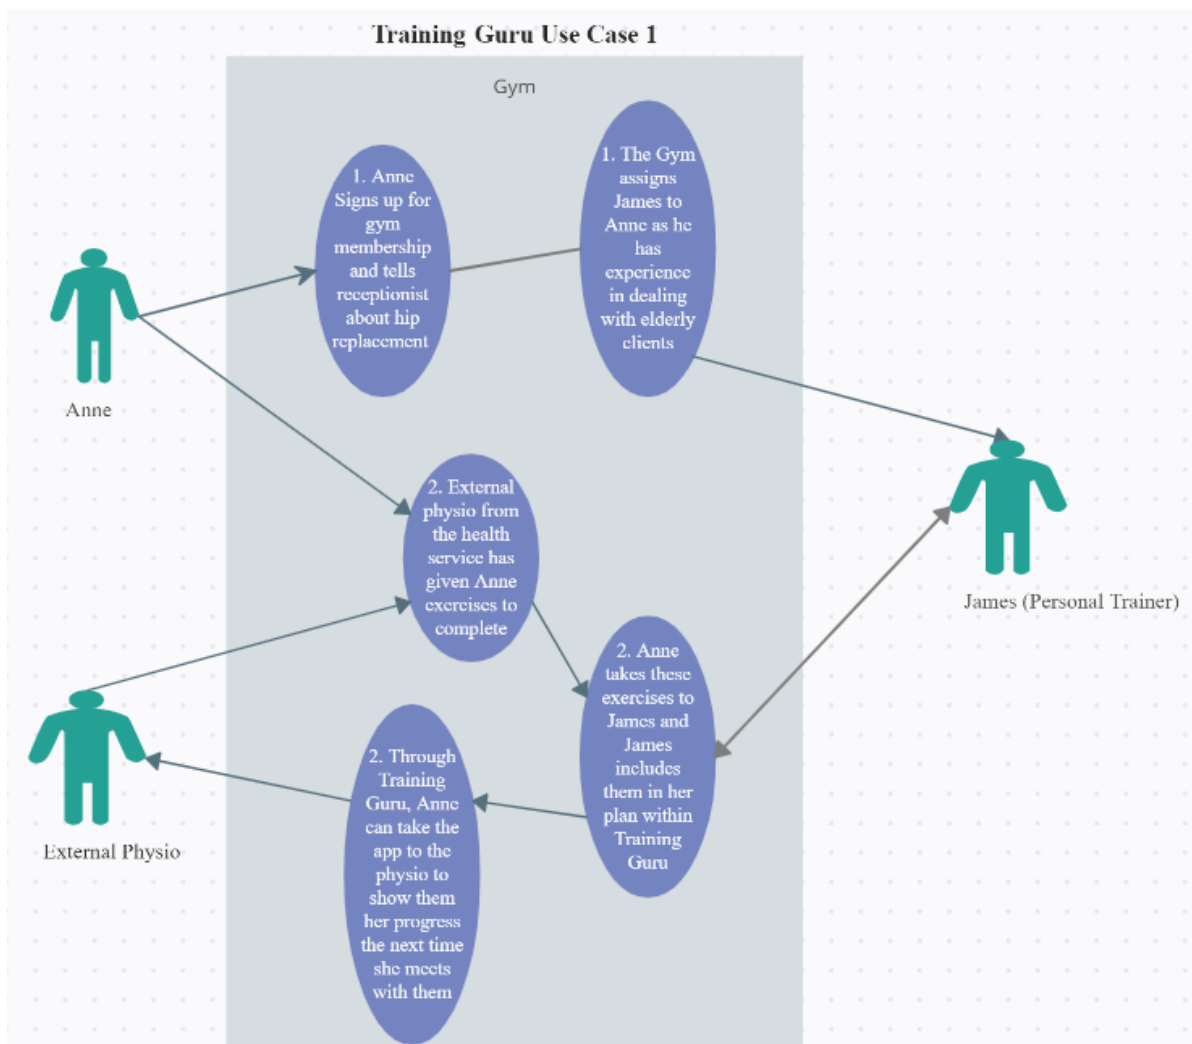 Training Guru Use Case 1
Gym
1. Anne
Signs up for
gym
membership
and tells
receptionist
about hip
replacement
1. The Gym
assigns
James to
Anne as he
has
experience
in dealing
with elderly
clients
Anne
2. External
physio from
the health
service has
given Anne
exercises to
complete
James (Personal Trainer)
2. Anne
takes these
exercises to
James and
James
includes
them in her
plan within
Training
Guru
2. Through
Training
Guru, Anne
can take the
app to the
physio to
show them
her progress
the next time
she meets
with them
External Physio